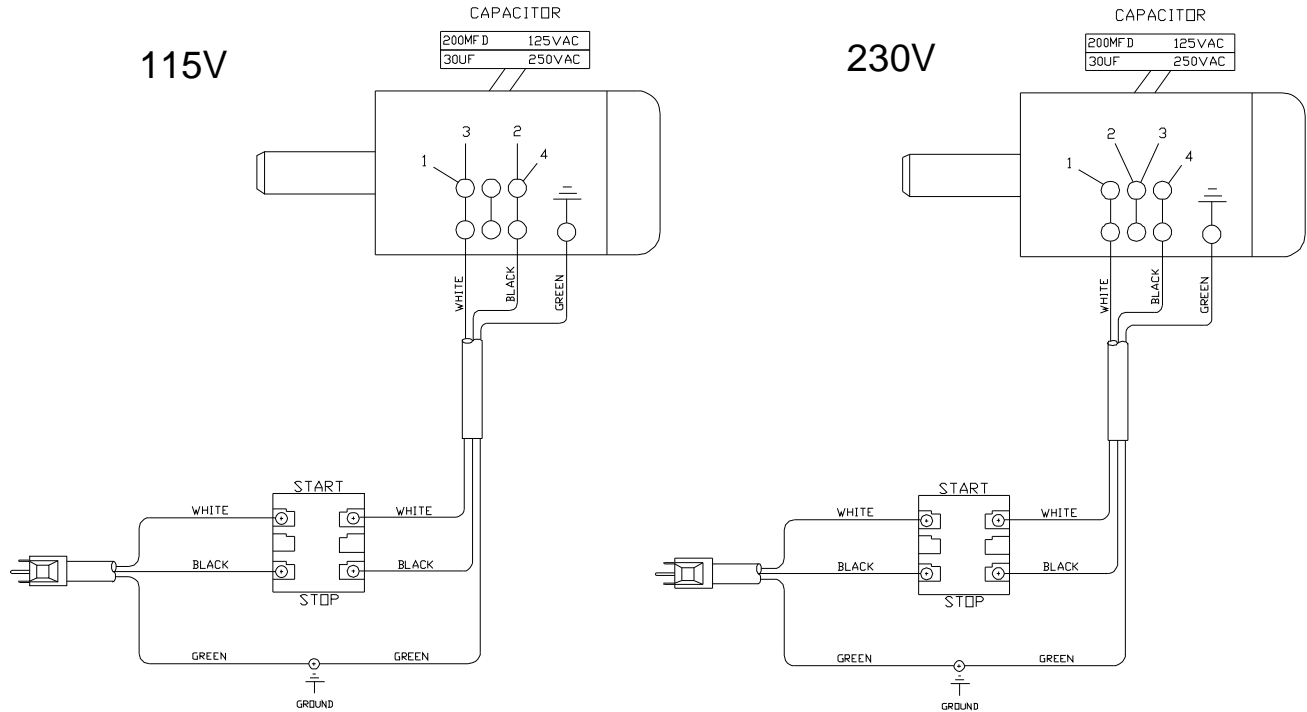 CAPACITOR
200MFD 125VAC
30UF 250VAC
115V
3 2
1 4
WHITE
BLACK
GREEN
START
WHITE WHITE
BLACK BLACK
STOP
GREEN GREEN
GROUND
CAPACITOR
200MFD 125VAC
30UF 250VAC
230V
2 3
1 4
WHITE
BLACK
GREEN
START
WHITE WHITE
BLACK BLACK
STOP
GREEN GREEN
GROUND